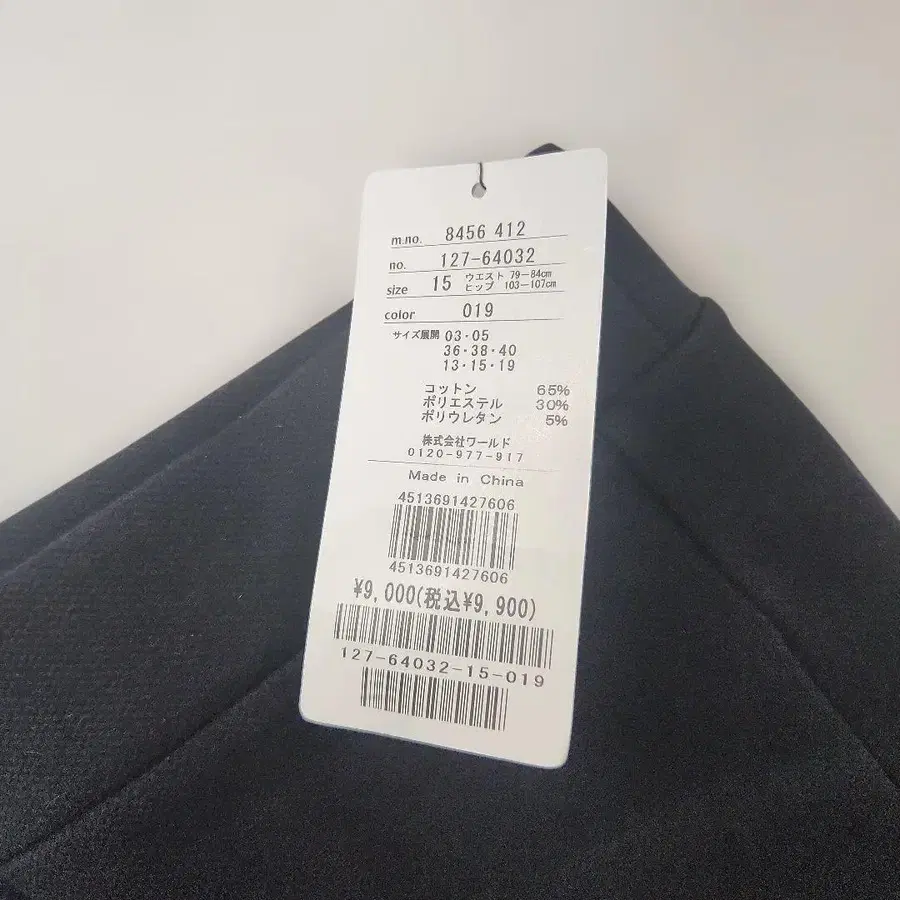 m.no. 8456 412
no. 127-64032
size 15 ウエスト 79-84cm
ヒップ 103-107cm
color 019
サイズ展開 03・05
36・38・40
13・15・19
コットン 65%
ポリエステル 30%
ポリウレタン 5%
株式会社ワールド
0120-977-917
Made in China
4513691427606
4513691427606
¥9,000(税込¥9,900)
127-64032-15-019